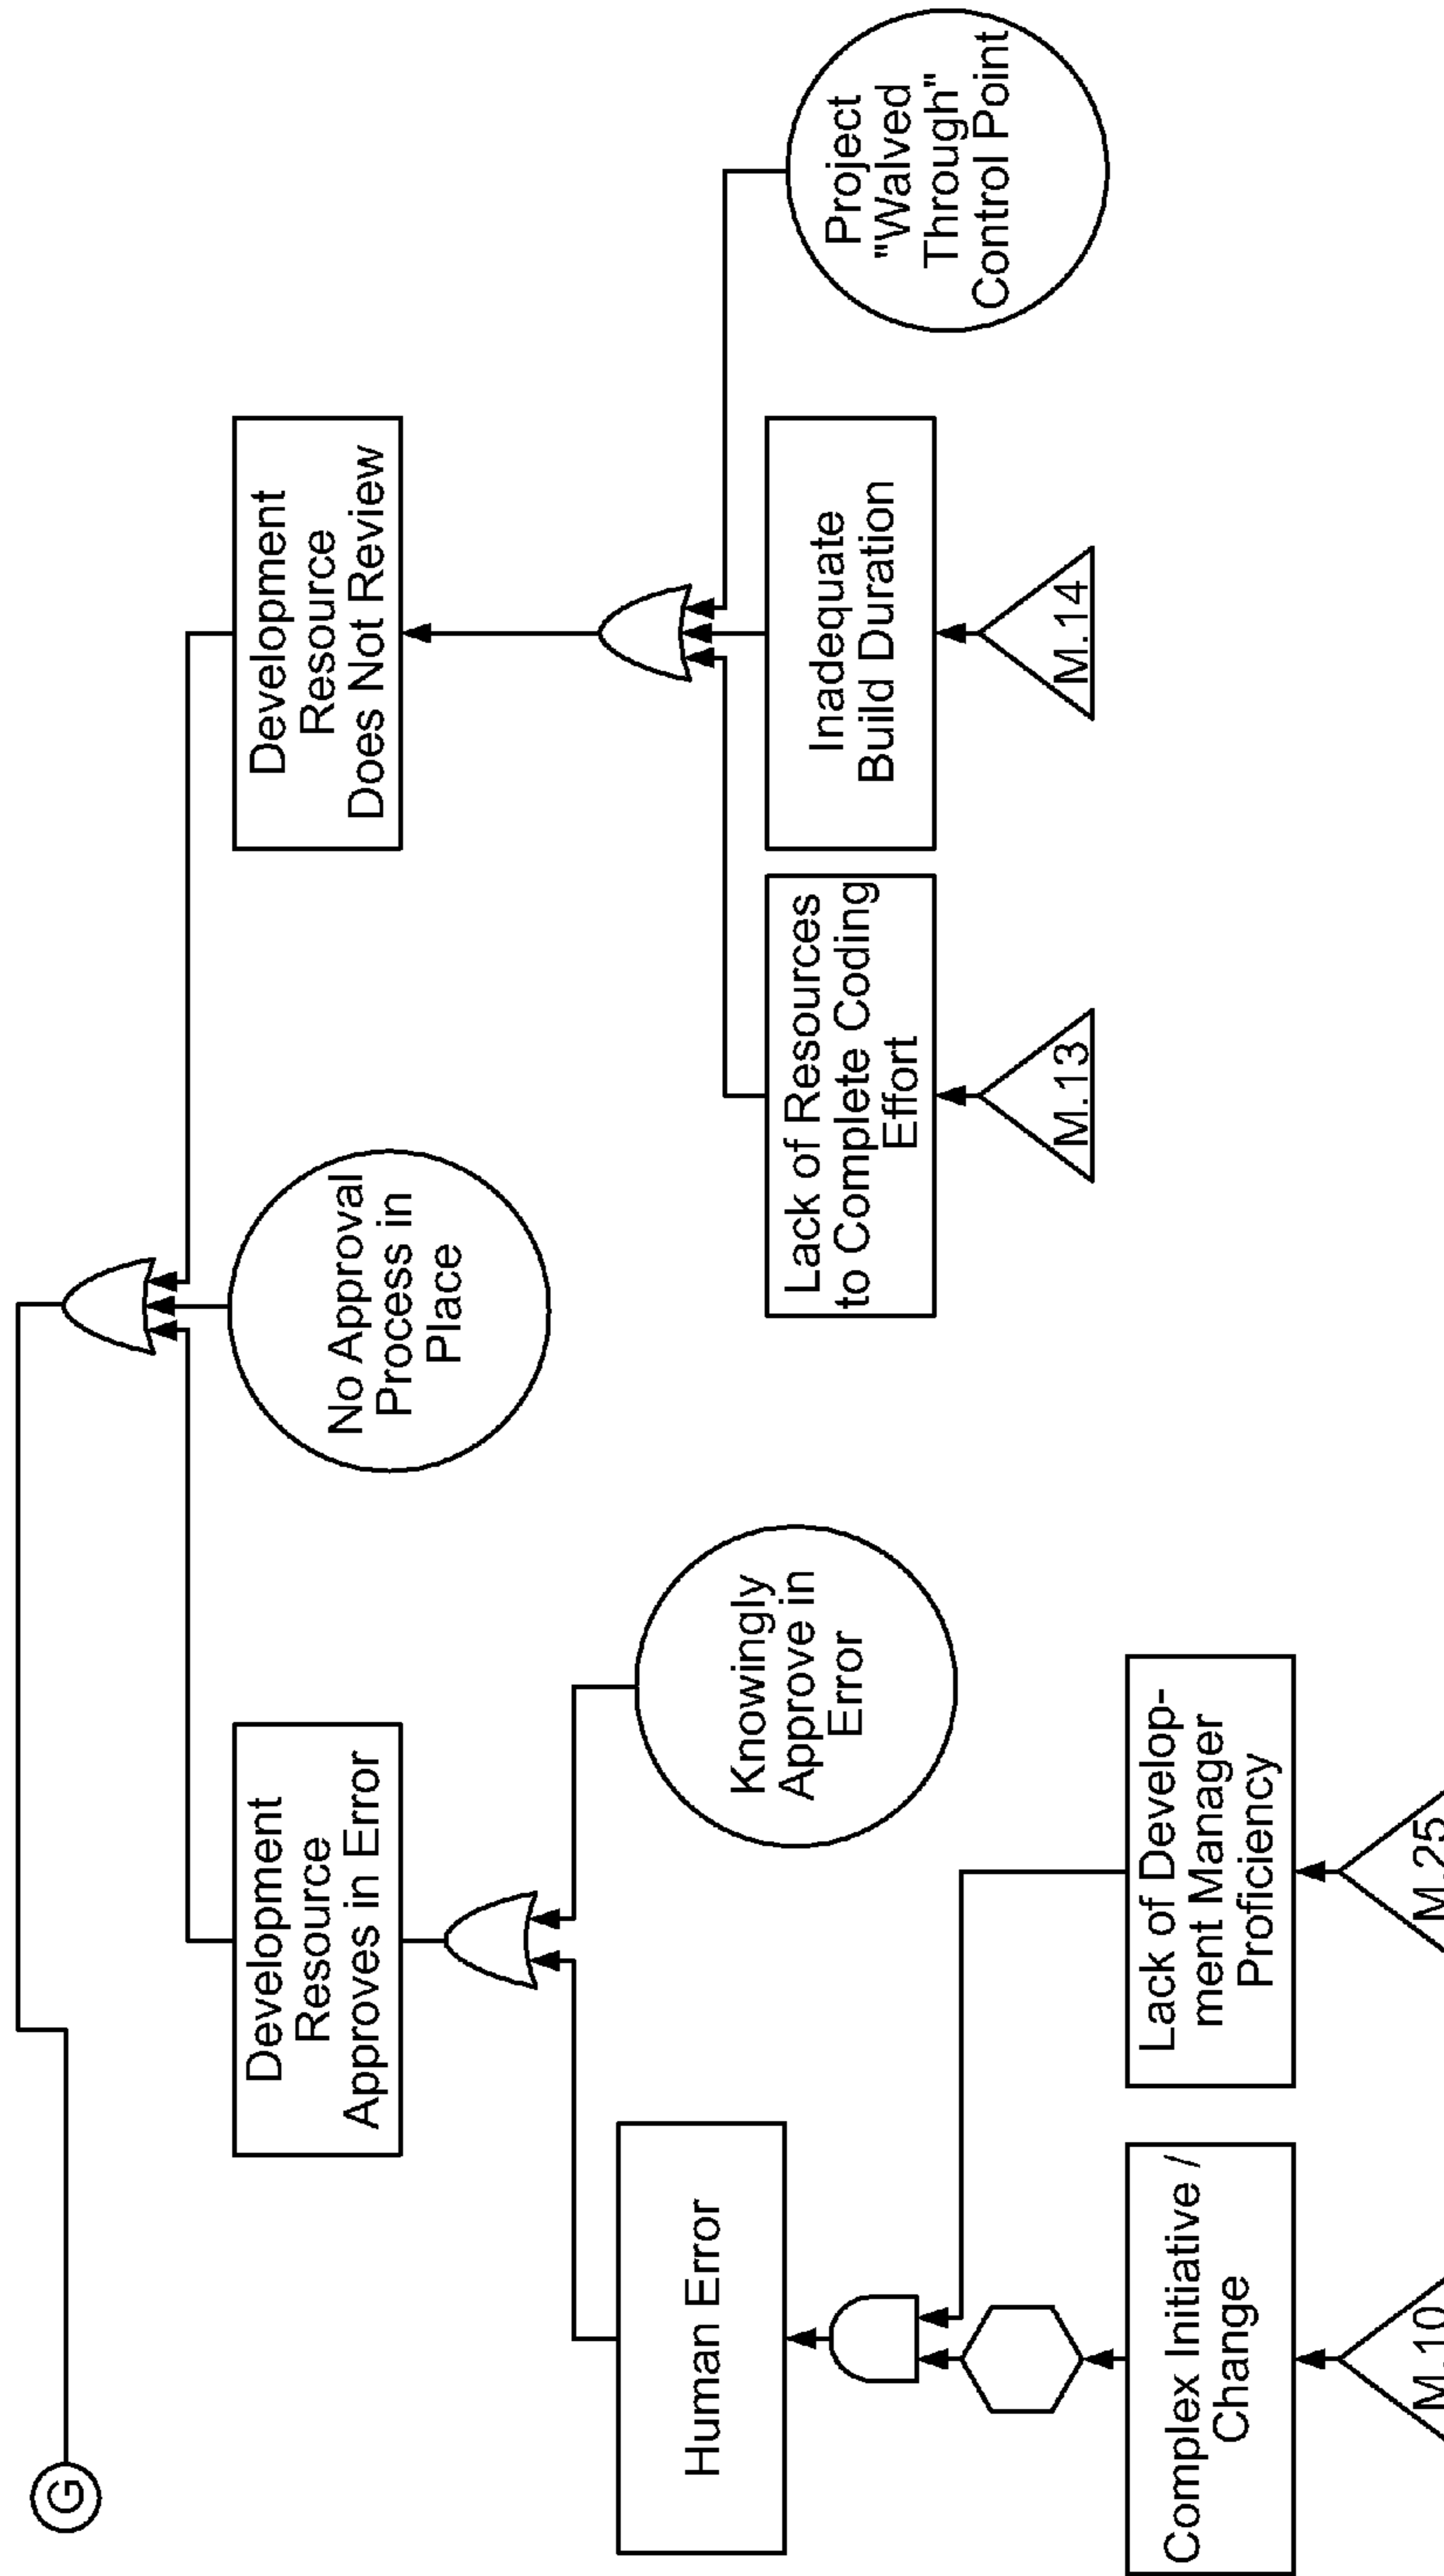 G
Development
Resource
Approves in Error
No Approval
Process in
Place
Development
Resource
Does Not Review
Human Error
Knowingly
Approve in
Error
Lack of Resources
to Complete Coding
Effort
Inadequate
Build Duration
Project
"Walved
Through"
Control Point
M.13
M.14
Complex Initiative /
Change
Lack of Develop-
ment Manager
Proficiency
M.10
M.25